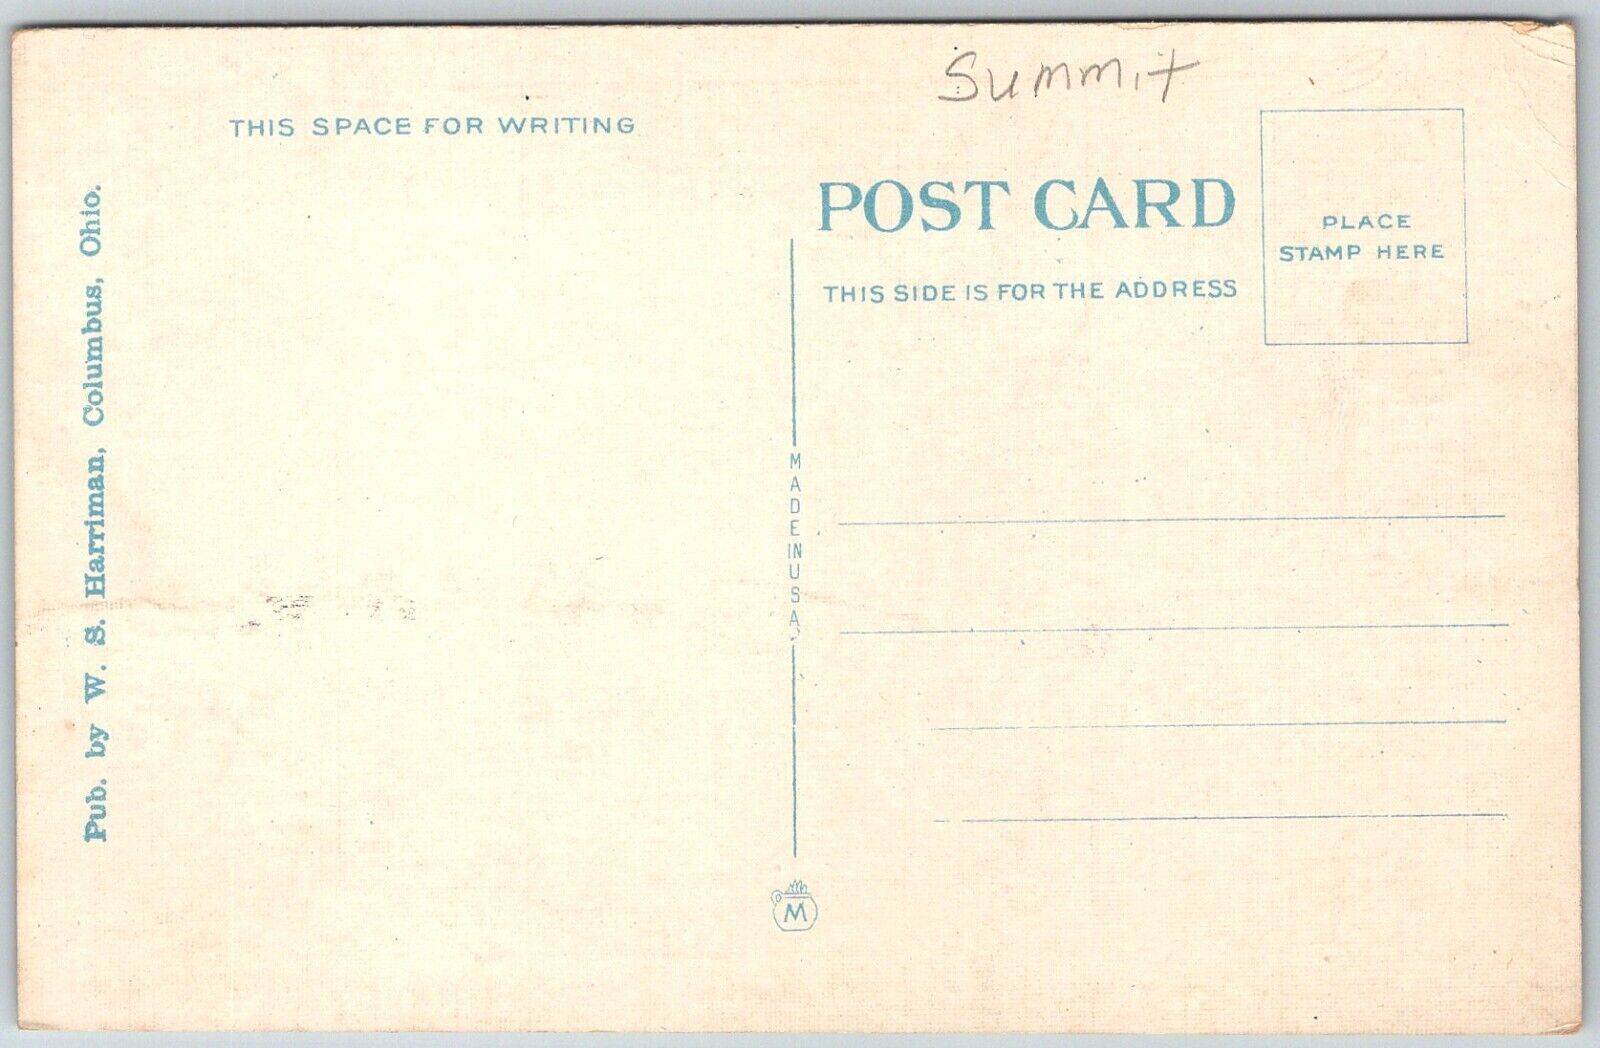 Summit
THIS SPACE FOR WRITING
POST CARD
THIS SIDE IS FOR THE ADDRESS
PLACE
STAMP HERE
Pub. by W. S. Harriman, Columbus, Ohio.
MADE IN U S A
M